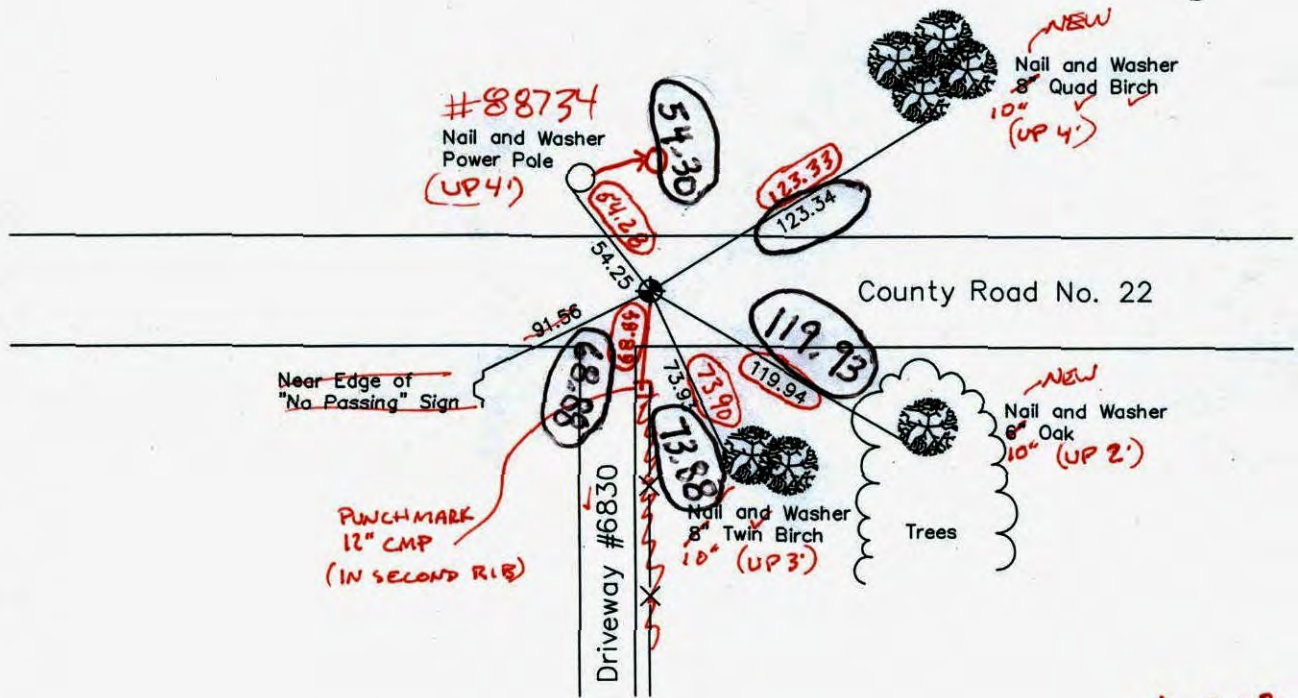 NEW
Nail and Washer
8" Quad Birch
10"
(UP 4')
#88734
Nail and Washer
Power Pole
(UP 4')
54.30
54.28
54.25
123.33
123.34
County Road No. 22
91.56
68.89
68.88
119.93
119.94
73.90
73.88
Near Edge of
"No Passing" Sign
NEW
Nail and Washer
6" Oak
10" (UP 2')
PUNCHMARK
12" CMP
(IN SECOND RIB)
Driveway #6830
Nail and Washer
8" Twin Birch
10" (UP 3')
Trees